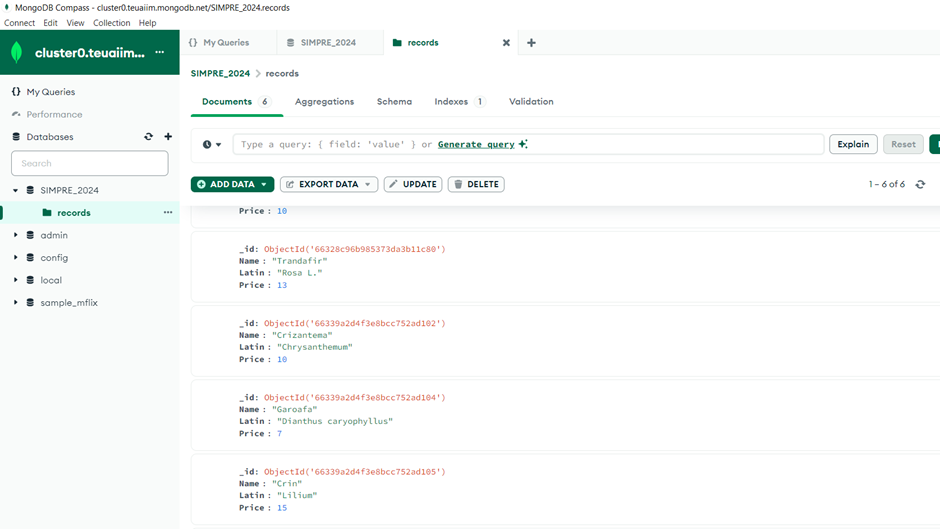 MongoDB Compass - cluster0.teuaiim.mongodb.net/SIMPRE_2024.records
Connect Edit View Collection Help
cluster0.teuaiim... ...
{} My Queries
SIMPRE_2024
records
My Queries
Performance
Databases
Search
SIMPRE_2024
records
admin
config
local
sample_mflix
SIMPRE_2024 > records
Documents 6 Aggregations Schema Indexes 1 Validation
Type a query: { field: 'value' } or Generate query
Explain Reset
ADD DATA EXPORT DATA UPDATE DELETE 1 – 6 of 6
Price : 10
_id: ObjectId('66328c96b985373da3b11c80')
Name : "Trandafir"
Latin : "Rosa L."
Price : 13
_id: ObjectId('66339a2d4f3e8bcc752ad102')
Name : "Crizantema"
Latin : "Chrysanthemum"
Price : 10
_id: ObjectId('66339a2d4f3e8bcc752ad104')
Name : "Garoafa"
Latin : "Dianthus caryophyllus"
Price : 7
_id: ObjectId('66339a2d4f3e8bcc752ad105')
Name : "Crin"
Latin : "Lilium"
Price : 15